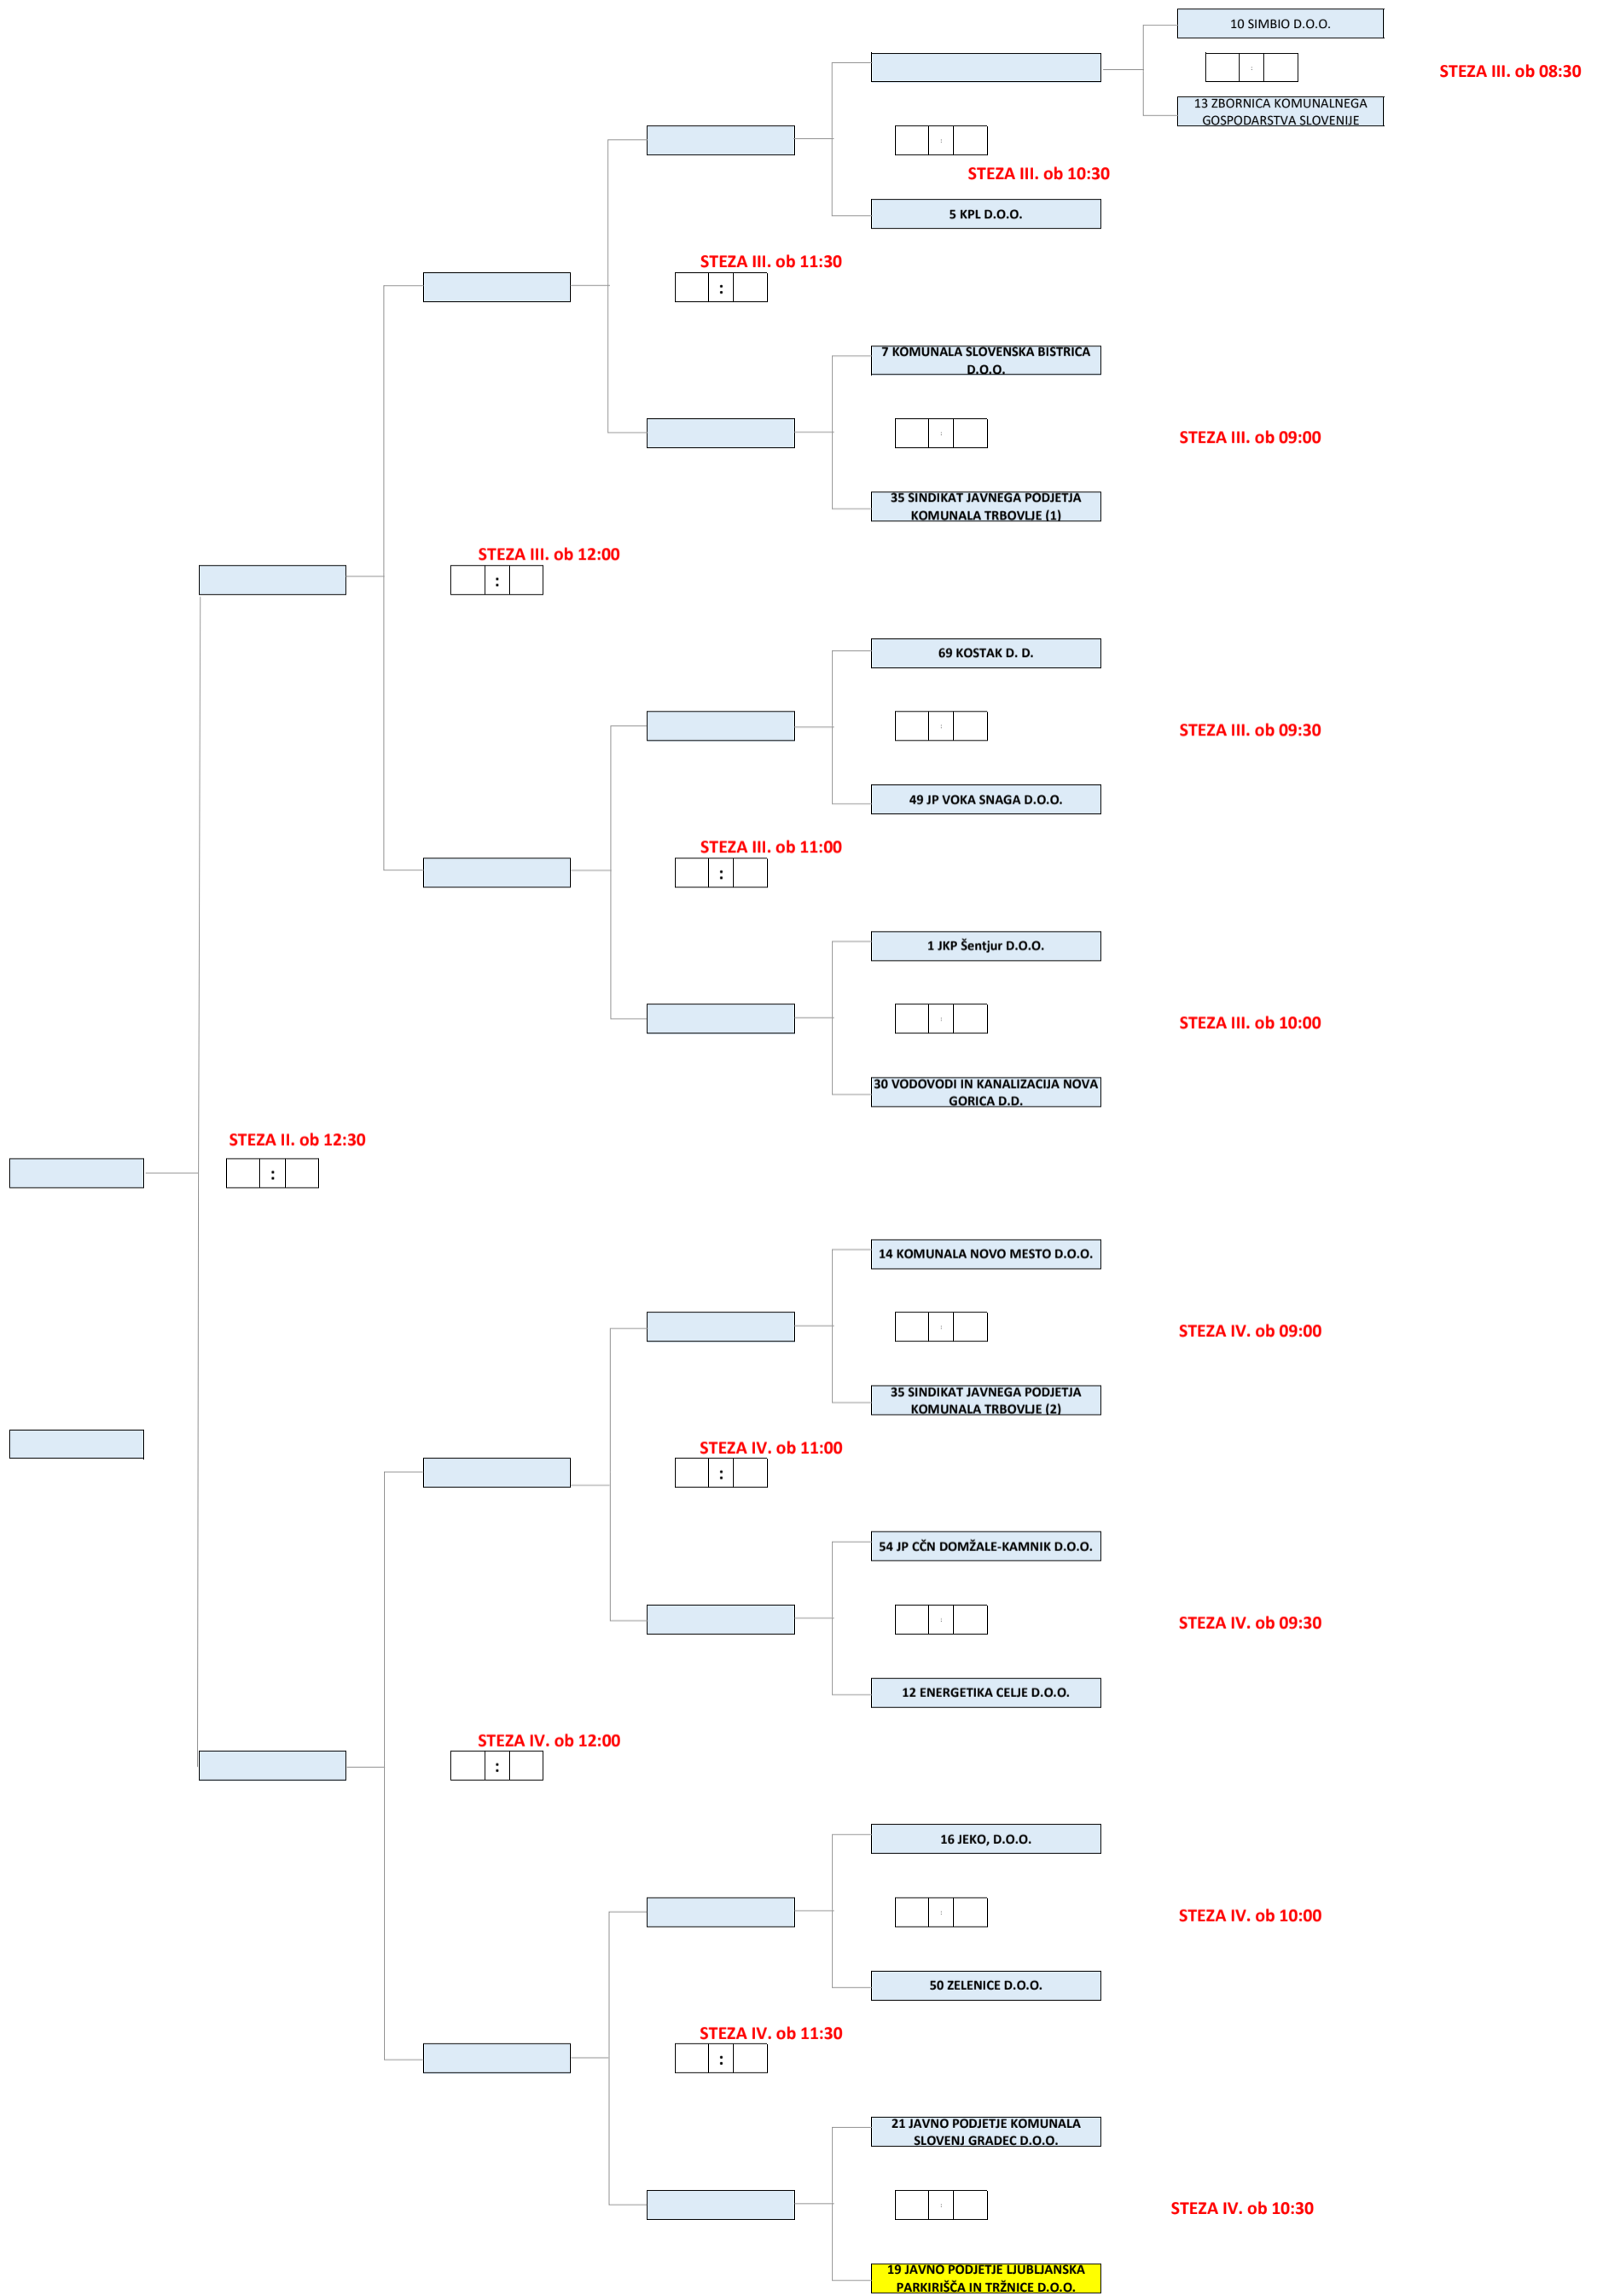 10 SIMBIO D.O.O.
:
STEZA III. ob 08:30
13 ZBORNICA KOMUNALNEGA
GOSPODARSTVA SLOVENIJE
:
STEZA III. ob 10:30
5 KPL D.O.O.
STEZA III. ob 11:30
:
7 KOMUNALA SLOVENSKA BISTRICA
D.O.O.
:
STEZA III. ob 09:00
35 SINDIKAT JAVNEGA PODJETJA
KOMUNALA TRBOVLJE (1)
STEZA III. ob 12:00
:
69 KOSTAK D. D.
:
STEZA III. ob 09:30
49 JP VOKA SNAGA D.O.O.
STEZA III. ob 11:00
:
1 JKP Šentjur D.O.O.
:
STEZA III. ob 10:00
30 VODOVODI IN KANALIZACIJA NOVA
GORICA D.D.
STEZA II. ob 12:30
:
14 KOMUNALA NOVO MESTO D.O.O.
:
STEZA IV. ob 09:00
35 SINDIKAT JAVNEGA PODJETJA
KOMUNALA TRBOVLJE (2)
STEZA IV. ob 11:00
:
54 JP CČN DOMŽALE-KAMNIK D.O.O.
:
STEZA IV. ob 09:30
12 ENERGETIKA CELJE D.O.O.
STEZA IV. ob 12:00
:
16 JEKO, D.O.O.
:
STEZA IV. ob 10:00
50 ZELENICE D.O.O.
STEZA IV. ob 11:30
:
21 JAVNO PODJETJE KOMUNALA
SLOVENJ GRADEC D.O.O.
:
STEZA IV. ob 10:30
19 JAVNO PODJETJE LJUBLJANSKA
PARKIRIŠČA IN TRŽNICE D.O.O.